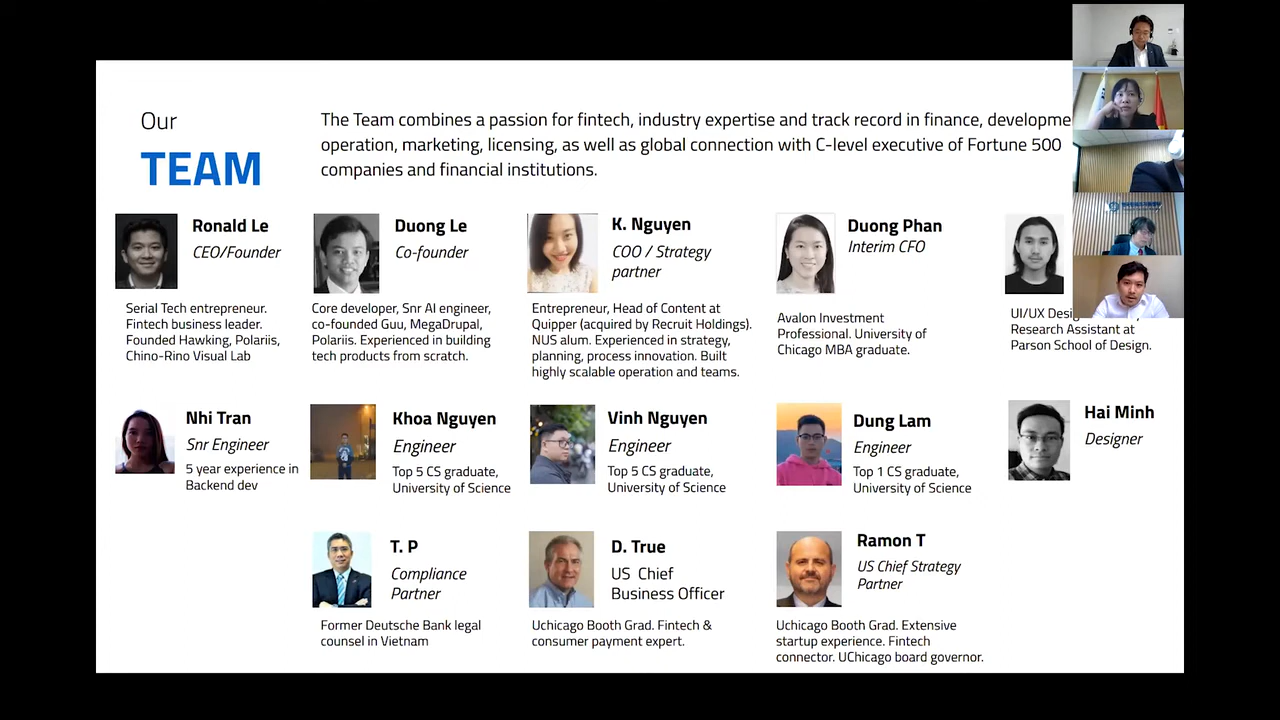 Our
TEAM
The Team combines a passion for fintech, industry expertise and track record in finance, developme
operation, marketing, licensing, as well as global connection with C-level executive of Fortune 500
companies and financial institutions.
Ronald Le
CEO/Founder
Serial Tech entrepreneur.
Fintech business leader.
Founded Hawking, Polariis,
Chino-Rino Visual Lab
Duong Le
Co-founder
Core developer, Snr AI engineer,
co-founded Guu, MegaDrupal,
Polariis. Experienced in building
tech products from scratch.
K. Nguyen
COO / Strategy
partner
Entrepreneur, Head of Content at
Quipper (acquired by Recruit Holdings).
NUS alum. Experienced in strategy,
planning, process innovation. Built
highly scalable operation and teams.
Duong Phan
Interim CFO
Avalon Investment
Professional. University of
Chicago MBA graduate.
UI/UX
Research Assistant at
Parson School of Design.
Nhi Tran
Snr Engineer
5 year experience in
Backend dev
Khoa Nguyen
Engineer
Top 5 CS graduate,
University of Science
Vinh Nguyen
Engineer
Top 5 CS graduate,
University of Science
Dung Lam
Engineer
Top 1 CS graduate,
University of Science
Hai Minh
Designer
T. P
Compliance
Partner
Former Deutsche Bank legal
counsel in Vietnam
D. True
US Chief
Business Officer
Uchicago Booth Grad. Fintech &
consumer payment expert.
Ramon T
US Chief Strategy
Partner
Uchicago Booth Grad. Extensive
startup experience. Fintech
connector. UChicago board governor.